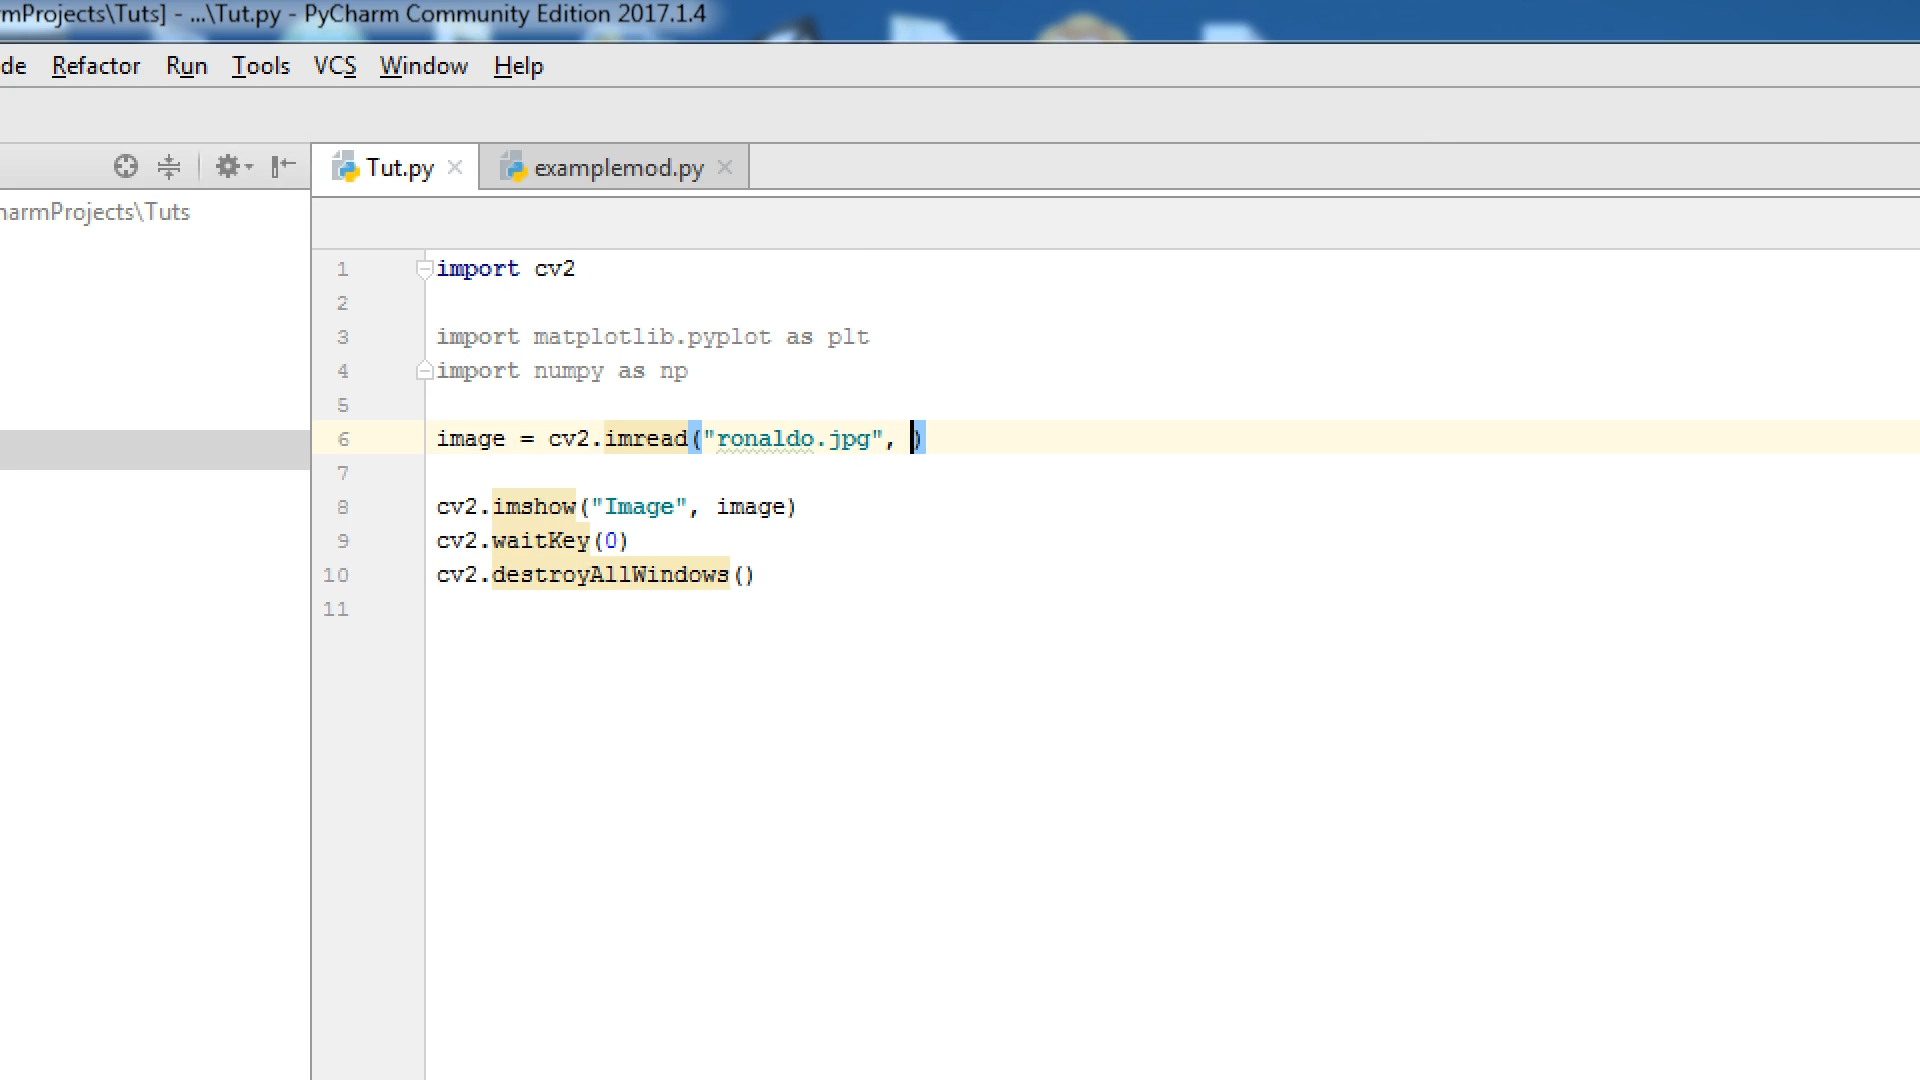 rmProjects\Tuts] - ...\Tut.py - PyCharm Community Edition 2017.1.4
de Refactor Run Tools VCS Window Help
Tut.py examplemod.py
harmProjects\Tuts
1 import cv2
2
3 import matplotlib.pyplot as plt
4 import numpy as np
5
6 image = cv2.imread("ronaldo.jpg", )
7
8 cv2.imshow("Image", image)
9 cv2.waitKey(0)
10 cv2.destroyAllWindows()
11